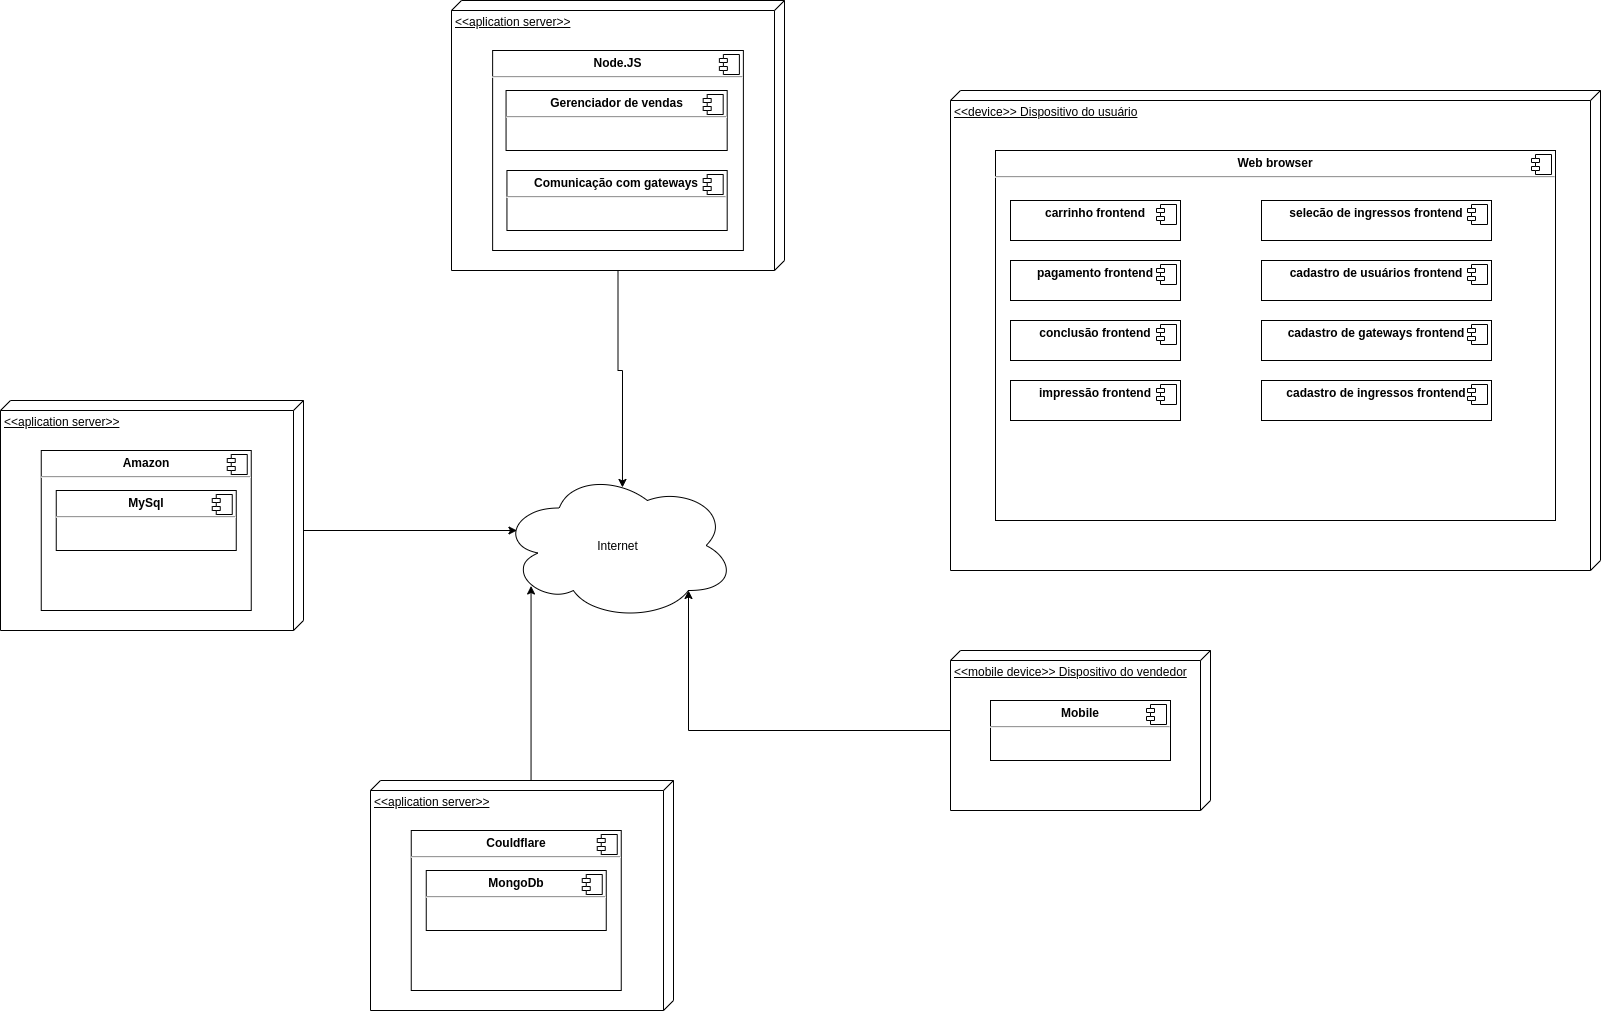 <<aplication server>>
Node.JS
Gerenciador de vendas
Comunicação com gateways
<<device>> Dispositivo do usuário
Web browser
carrinho frontend
selecão de ingressos frontend
pagamento frontend
cadastro de usuários frontend
conclusão frontend
cadastro de gateways frontend
impressão frontend
cadastro de ingressos frontend
<<aplication server>>
Amazon
MySql
Internet
<<mobile device>> Dispositivo do vendedor
Mobile
<<aplication server>>
Couldflare
MongoDb